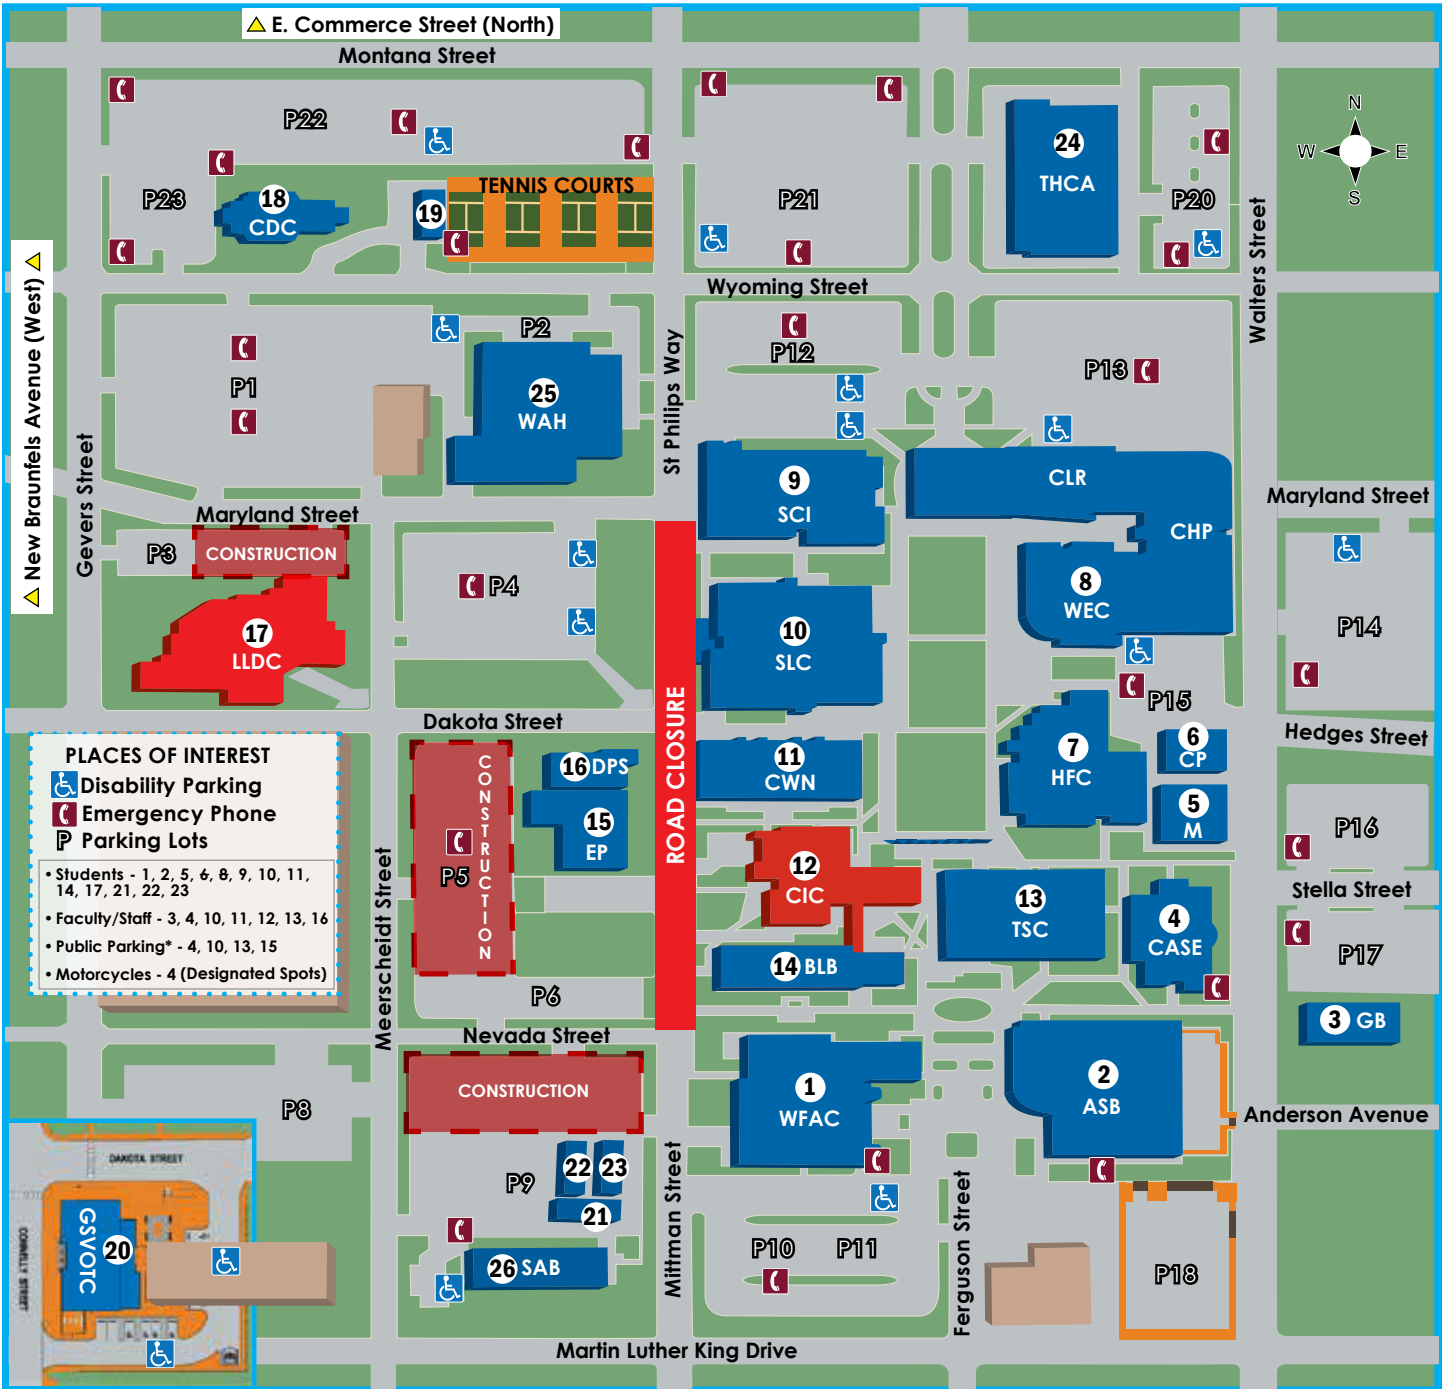 E. Commerce Street (North)
Montana Street
N
W E
S
P22
24
THCA
TENNIS COURTS
P23
18
CDC
19
P21
P20
Walters Street
New Braunfels Avenue (West)
Wyoming Street
P2
P12
P13
P1
25
WAH
St Philips Way
Gevers Street
9
SCI
CLR
CHP
Maryland Street
Maryland Street
P3
CONSTRUCTION
P4
8
WEC
17
LLDC
10
SLC
P14
ROAD CLOSURE
P15
Dakota Street
Hedges Street
PLACES OF INTEREST
Disability Parking
Emergency Phone
P Parking Lots
• Students - 1, 2, 5, 6, 8, 9, 10, 11,
14, 17, 21, 22, 23
• Faculty/Staff - 3, 4, 10, 11, 12, 13, 16
• Public Parking* - 4, 10, 13, 15
• Motorcycles - 4 (Designated Spots)
CONSTRUCTION
P5
16 DPS
15
EP
11
CWN
7
HFC
6
CP
5
M
P16
12
CIC
Stella Street
13
TSC
4
CASE
P17
14 BLB
Meerscheidt Street
P6
3 GB
Nevada Street
CONSTRUCTION
1
WFAC
2
ASB
Anderson Avenue
P8
DAKOTA STREET
CONNELLY STREET
GSVOTC
20
P9
22
23
21
26 SAB
Mittman Street
P10
P11
Ferguson Street
P18
Martin Luther King Drive